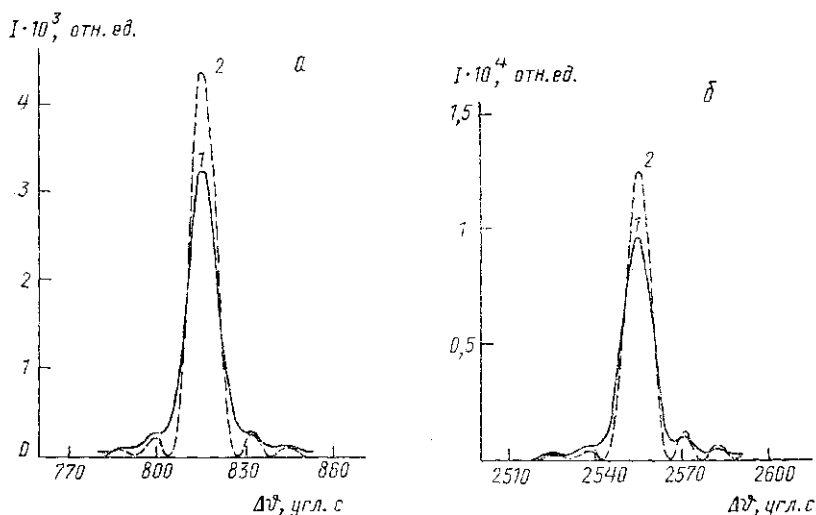 I·10³, отн. ед.
а
4
3
2
1
0
2
1
770 800 830 860
Δϑ, угл. с
I·10⁴, отн. ед.
б
1,5
1
0,5
2
1
2510 2540 2570 2600
Δϑ, угл. с